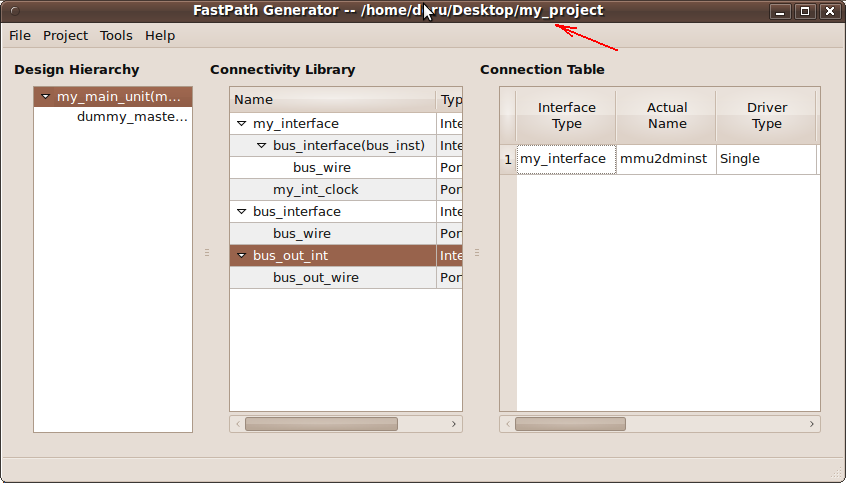 FastPath Generator -- /home/d ru/Desktop/my_project
File Project Tools Help
Design Hierarchy
my_main_unit(m...
dummy_maste...
Connectivity Library
Name Typ
my_interface Inte
bus_interface(bus_inst) Inte
bus_wire Por
my_int_clock Por
bus_interface Inte
bus_wire Por
bus_out_int Inte
bus_out_wire Por
Connection Table
Interface Type Actual Name Driver Type
1 my_interface mmu2dminst Single